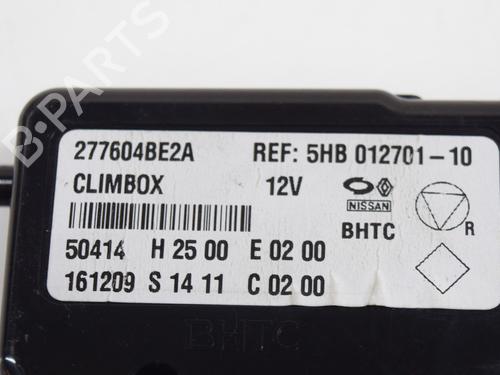 277604BE2A REF: 5HB 012701-10
CLIMBOX 12V
NISSAN
BHTC R
50414 H 25 00 E 02 00
161209 S 14 11 C 02 00
BHTC
B-PARTS